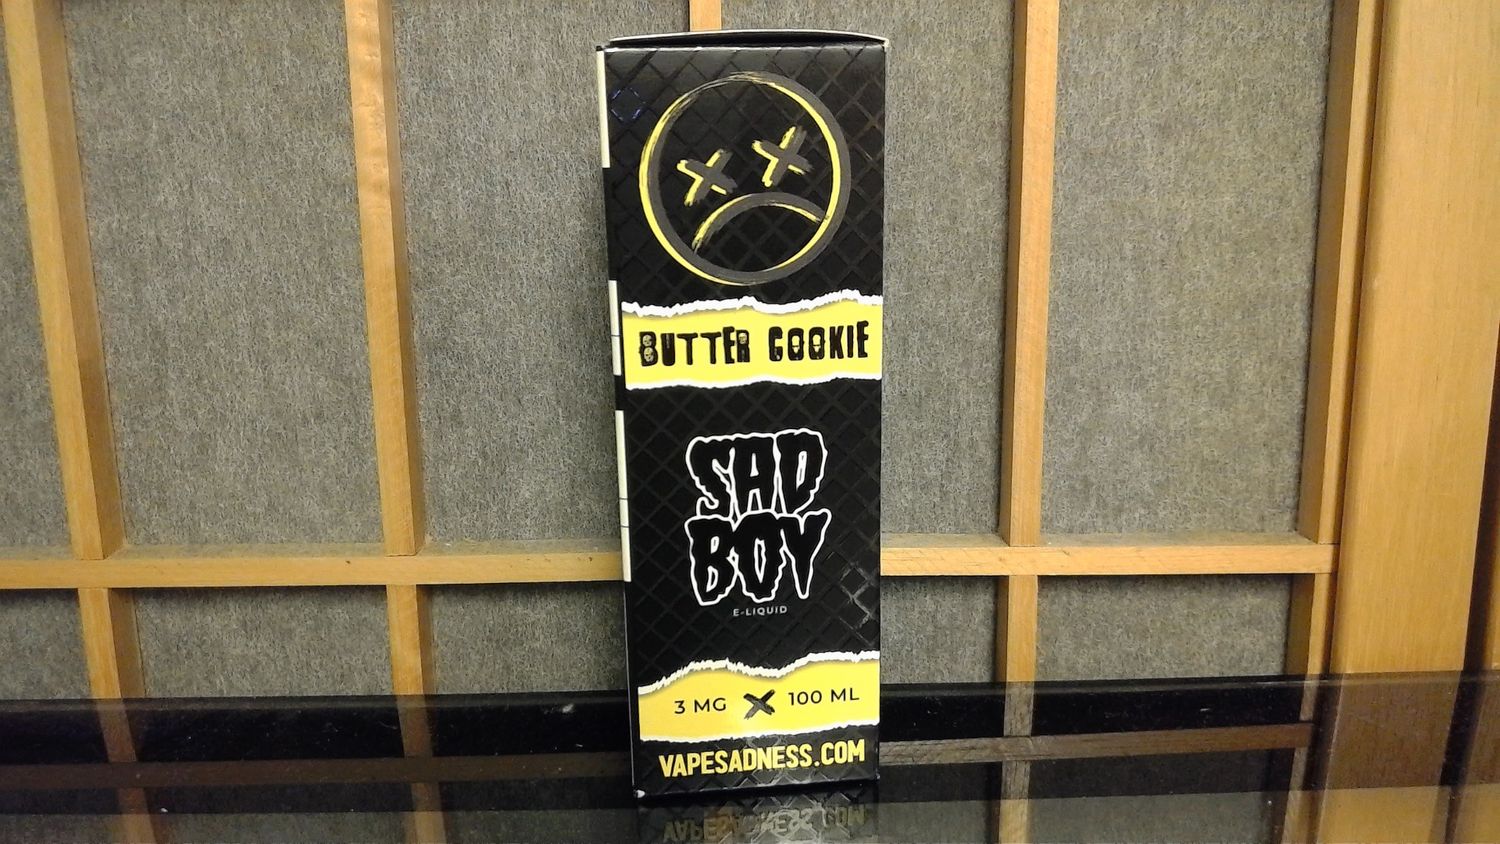 BUTTER COOKIE
SAD
BOY
E-LIQUID
3 MG X 100 ML
VAPESADNESS.COM